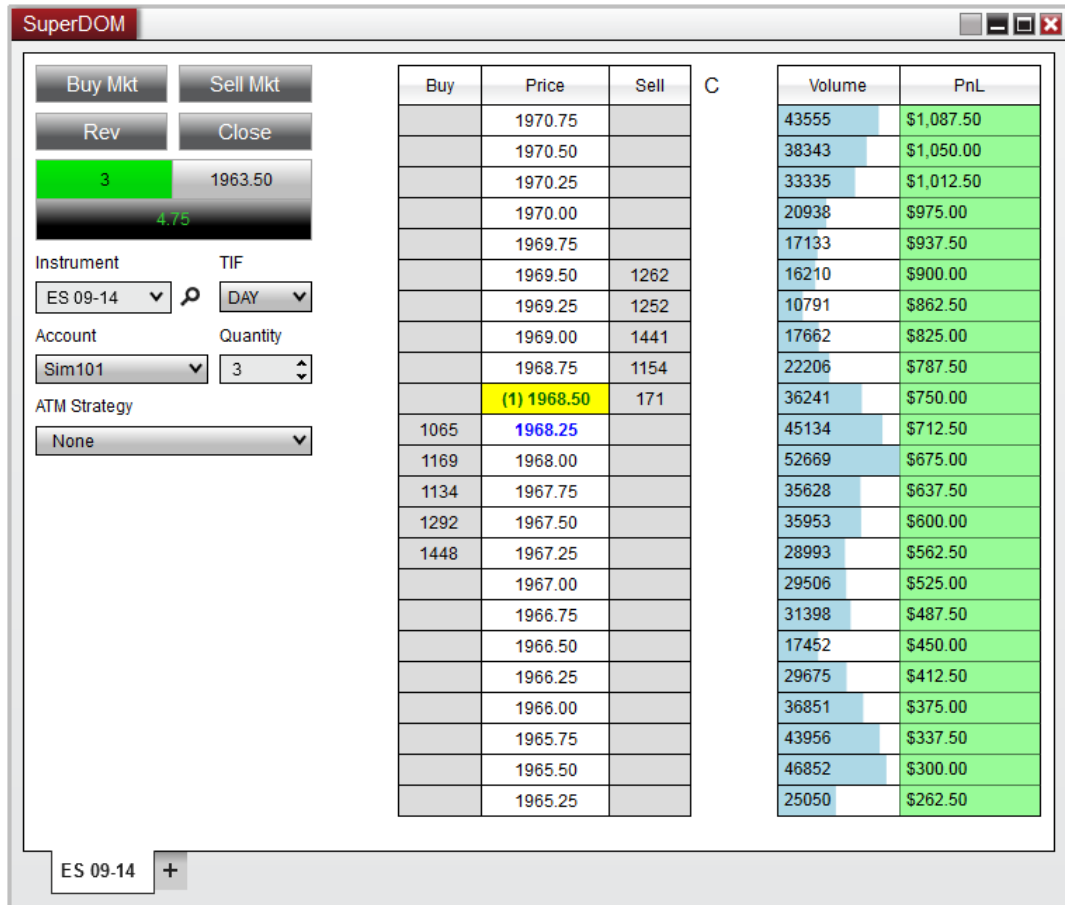 SuperDOM
Buy Mkt Sell Mkt
Rev Close
3 1963.50
4.75
Instrument TIF
ES 09-14 DAY
Account Quantity
Sim101 3
ATM Strategy
None
Buy Price Sell C Volume PnL
1970.75 43555 $1,087.50
1970.50 38343 $1,050.00
1970.25 33335 $1,012.50
1970.00 20938 $975.00
1969.75 17133 $937.50
1969.50 1262 16210 $900.00
1969.25 1252 10791 $862.50
1969.00 1441 17662 $825.00
1968.75 1154 22206 $787.50
(1) 1968.50 171 36241 $750.00
1065 1968.25 45134 $712.50
1169 1968.00 52669 $675.00
1134 1967.75 35628 $637.50
1292 1967.50 35953 $600.00
1448 1967.25 28993 $562.50
1967.00 29506 $525.00
1966.75 31398 $487.50
1966.50 17452 $450.00
1966.25 29675 $412.50
1966.00 36851 $375.00
1965.75 43956 $337.50
1965.50 46852 $300.00
1965.25 25050 $262.50
ES 09-14 +